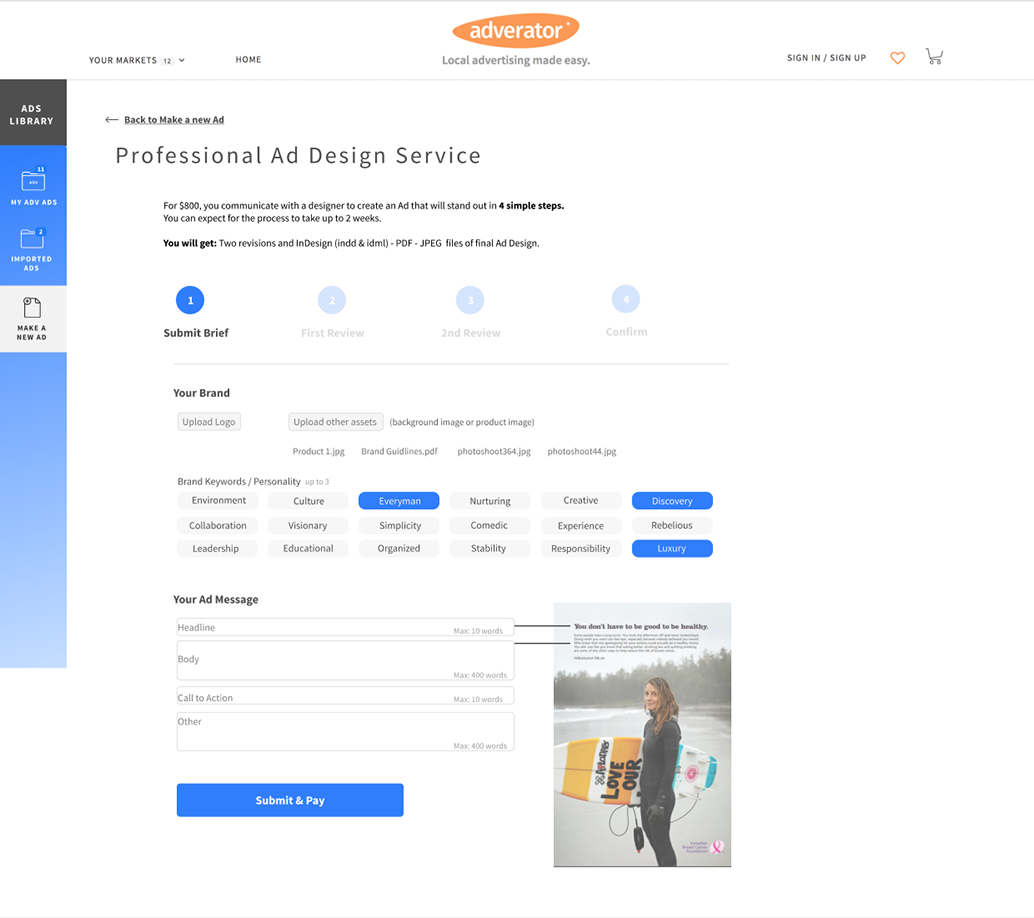 adverator
Local advertising made easy.
YOUR MARKETS 12
HOME
SIGN IN / SIGN UP
ADS
LIBRARY
11
ADV
MY ADV ADS
2
IMPORTED
ADS
MAKE A
NEW AD
Back to Make a new Ad
Professional Ad Design Service
For $800, you communicate with a designer to create an Ad that will stand out in 4 simple steps.
You can expect for the process to take up to 2 weeks.
You will get: Two revisions and InDesign (indd & idml) - PDF - JPEG files of final Ad Design.
1 2 3 4
Submit Brief First Review 2nd Review Confirm
Your Brand
Upload Logo Upload other assets (background image or product image)
Product 1.jpg Brand Guidlines.pdf photoshoot364.jpg photoshoot44.jpg
Brand Keywords / Personality up to 3
Environment Culture Everyman Nurturing Creative Discovery
Collaboration Visionary Simplicity Comedic Experience Rebelious
Leadership Educational Organized Stability Responsibility Luxury
Your Ad Message
Headline
Max: 10 words
Body
Max: 400 words
Call to Action
Max: 10 words
Other
Max: 400 words
Submit & Pay
You don't have to be good to be healthy.
LOVE
OUR
Canadian
Breast Cancer
Foundation